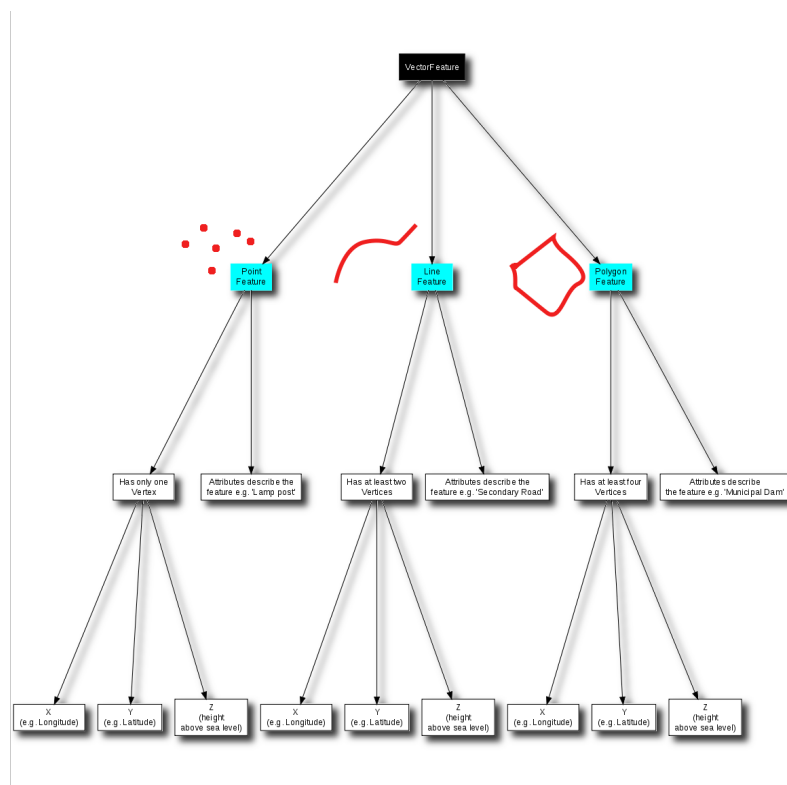 VectorFeature
Point
Feature
Line
Feature
Polygon
Feature
Has only one
Vertex
Attributes describe the
feature e.g. 'Lamp post'
Has at least two
Vertices
Attributes describe the
feature e.g. 'Secondary Road'
Has at least four
Vertices
Attributes describe
the feature e.g. 'Municipal Dam'
X
(e.g. Longitude)
Y
(e.g. Latitude)
Z
(height
above sea level)
X
(e.g. Longitude)
Y
(e.g. Latitude)
Z
(height
above sea level)
X
(e.g. Longitude)
Y
(e.g. Latitude)
Z
(height
above sea level)